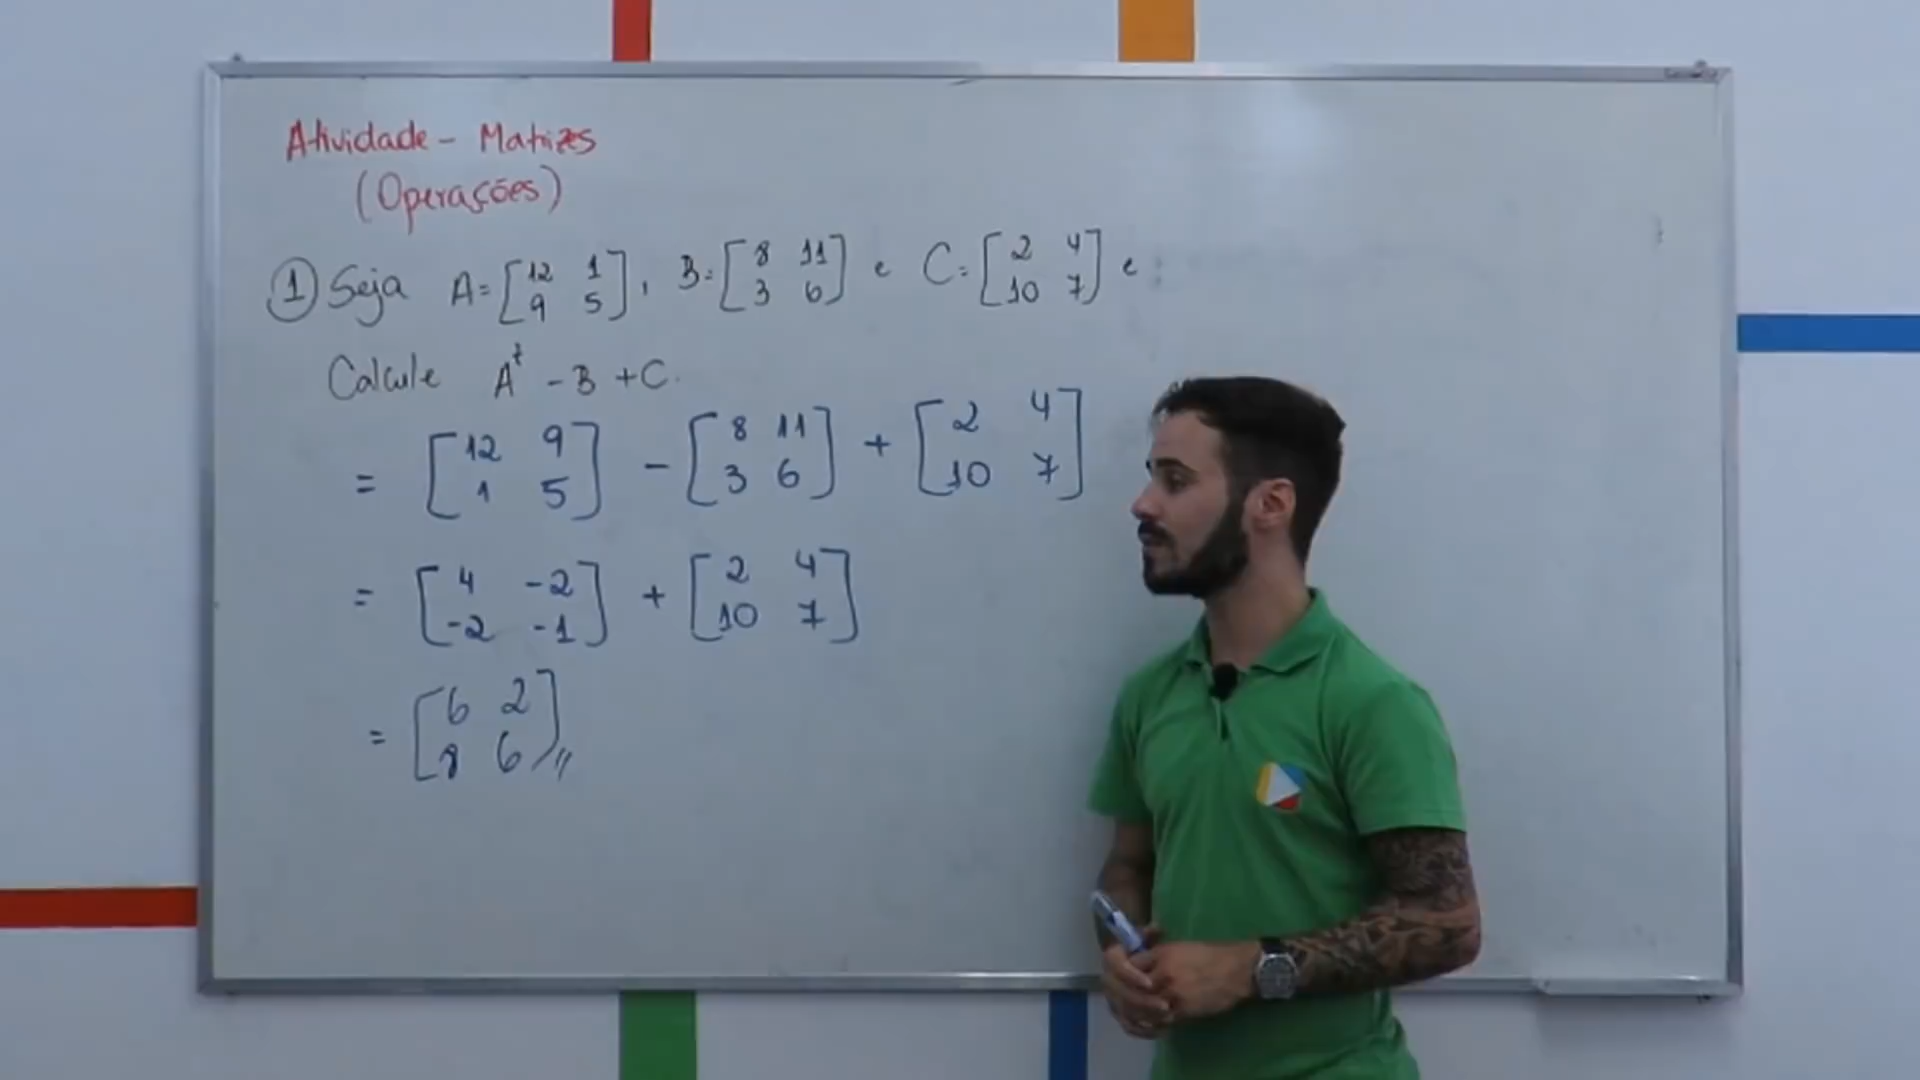 Atividade - Matrizes
(Operações)
1 Seja A = [12 1; 9 5], B = [8 11; 3 6] e C = [2 4; 10 7] e
Calcule Aᵗ - B + C.
= [12 9; 1 5] - [8 11; 3 6] + [2 4; 10 7]
= [4 -2; -2 -1] + [2 4; 10 7]
= [6 2; 8 6]//